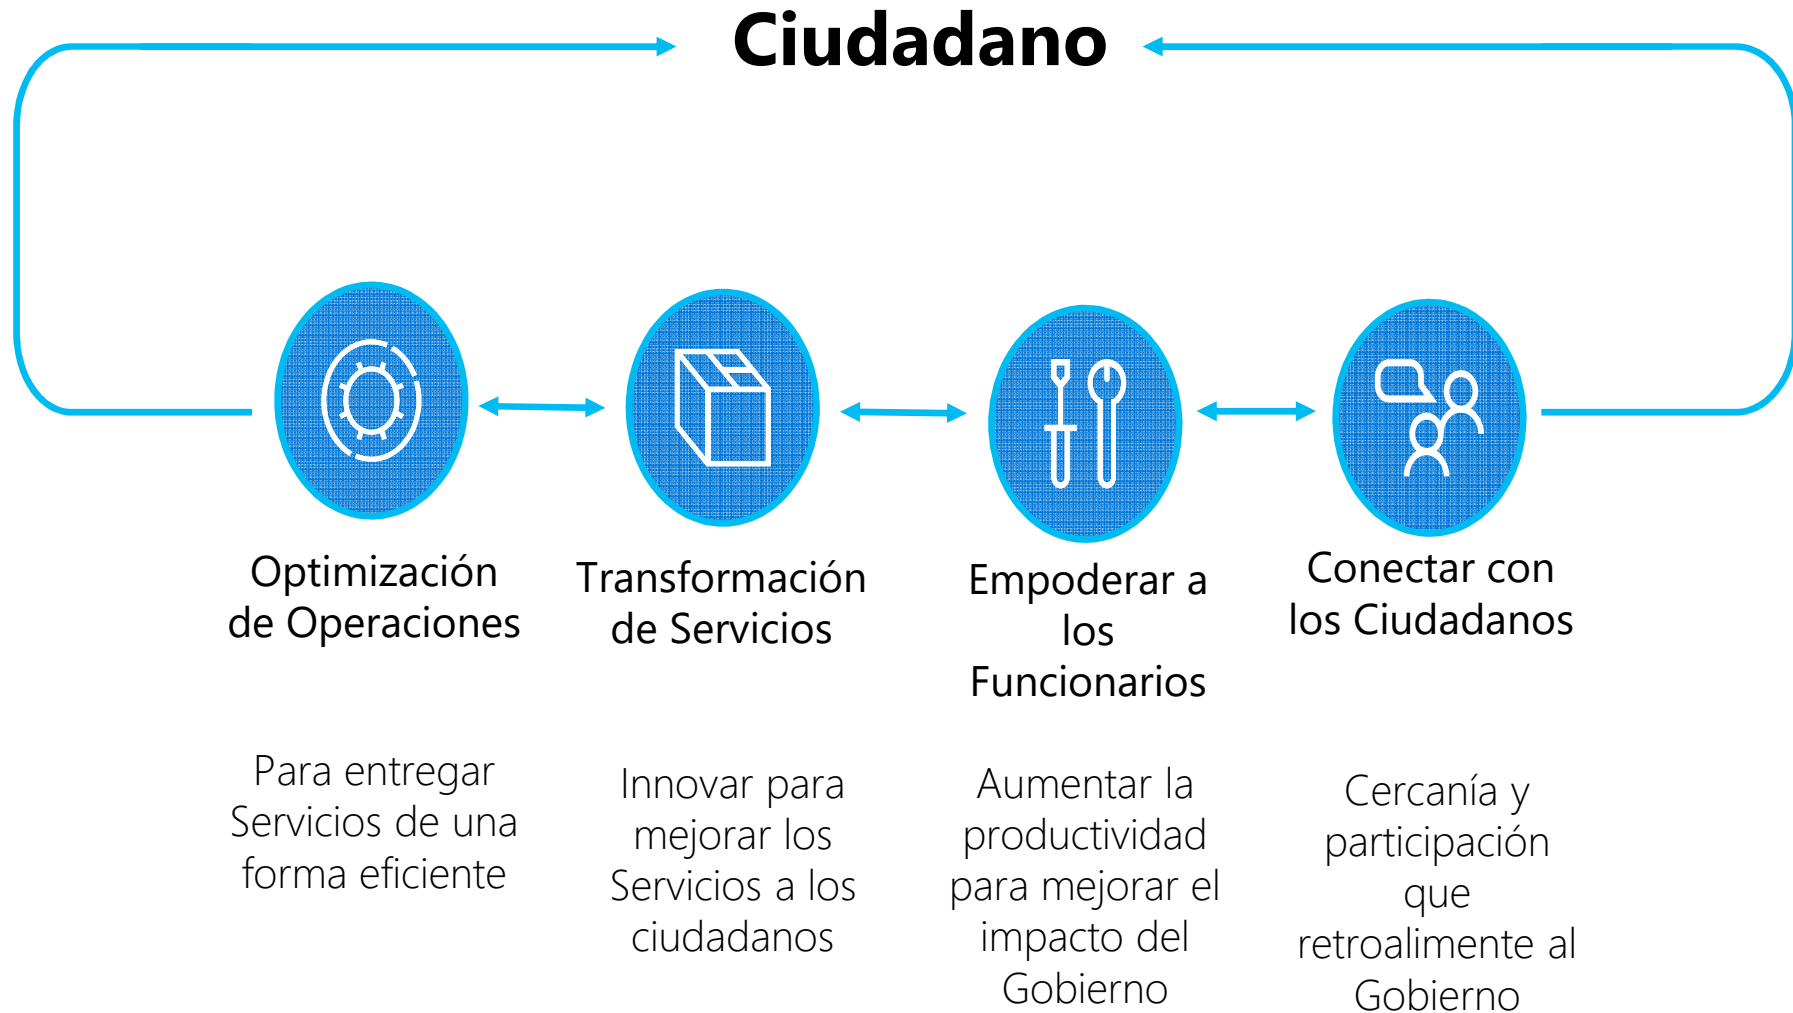 Ciudadano
Optimización
de Operaciones
Transformación
de Servicios
Empoderar a
los
Funcionarios
Conectar con
los Ciudadanos
Para entregar
Servicios de una
forma eficiente
Innovar para
mejorar los
Servicios a los
ciudadanos
Aumentar la
productividad
para mejorar el
impacto del
Gobierno
Cercanía y
participación
que
retroalimente al
Gobierno